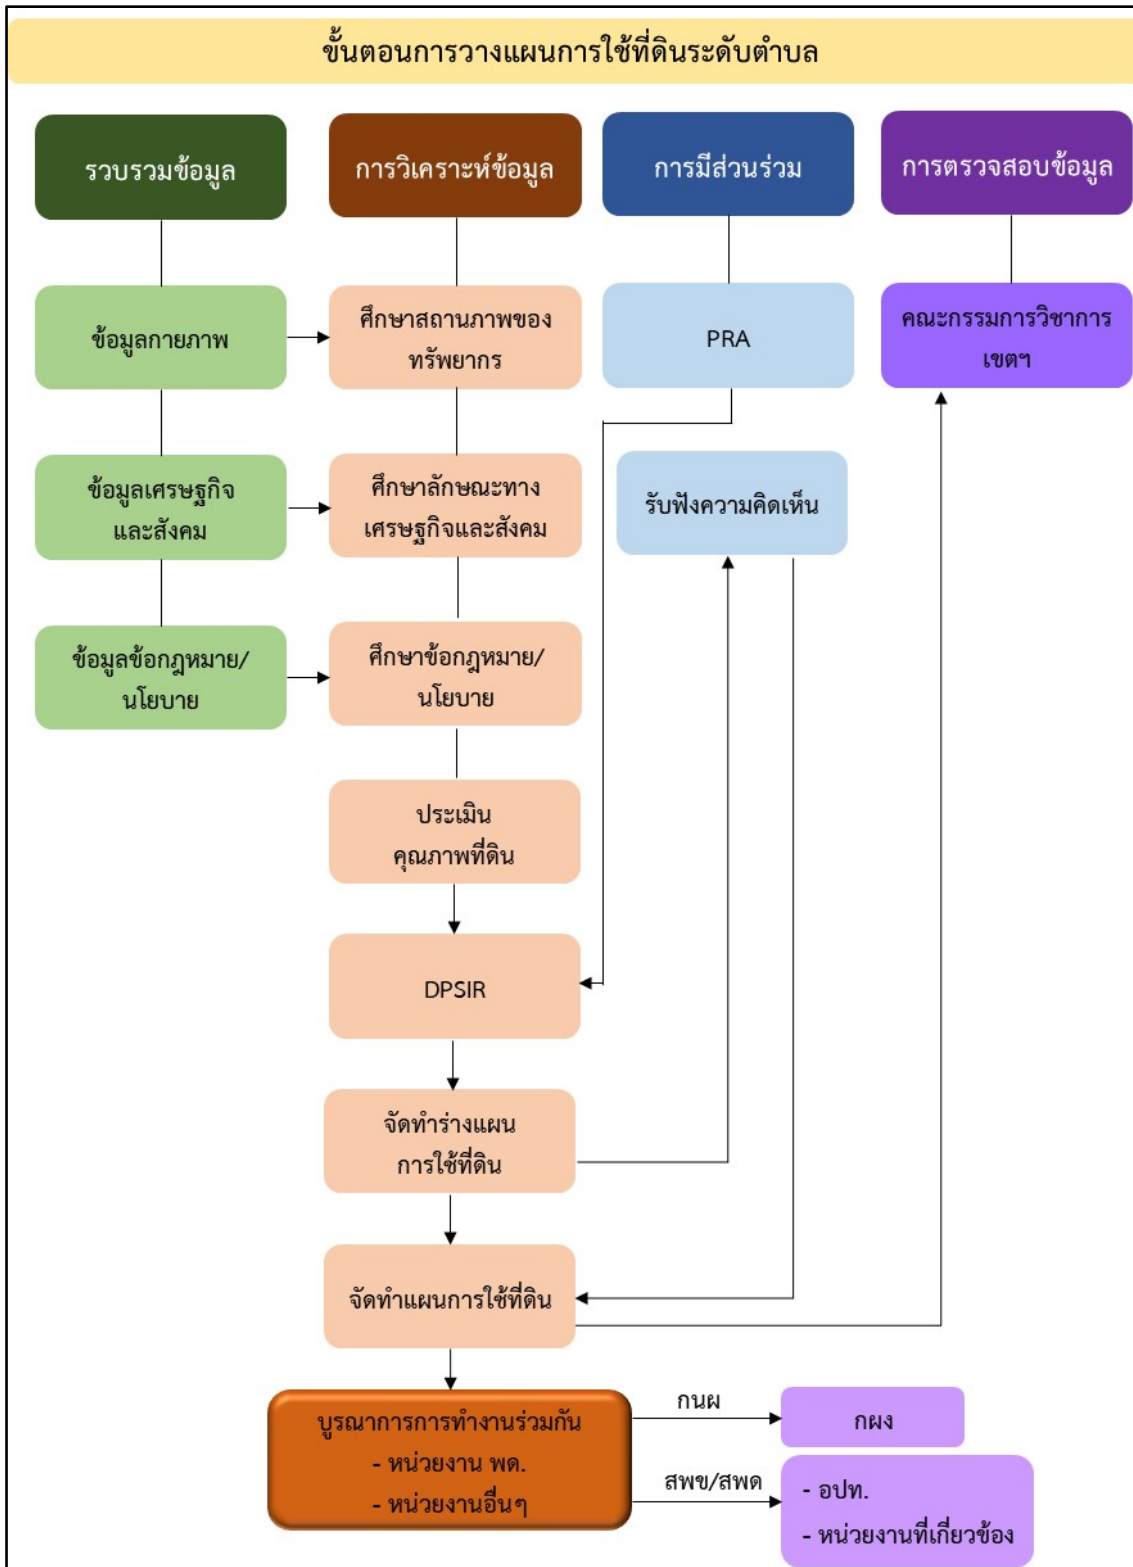 ขั้นตอนการวางแผนการใช้ที่ดินระดับตำบล
รวบรวมข้อมูล
การวิเคราะห์ข้อมูล
การมีส่วนร่วม
การตรวจสอบข้อมูล
ข้อมูลกายภาพ
ศึกษาสถานภาพของ
ทรัพยากร
PRA
คณะกรรมการวิชาการ
เขตฯ
ข้อมูลเศรษฐกิจ
และสังคม
ศึกษาลักษณะทาง
เศรษฐกิจและสังคม
รับฟังความคิดเห็น
ข้อมูลข้อกฎหมาย/
นโยบาย
ศึกษาข้อกฎหมาย/
นโยบาย
ประเมิน
คุณภาพที่ดิน
DPSIR
จัดทำร่างแผน
การใช้ที่ดิน
จัดทำแผนการใช้ที่ดิน
บูรณาการการทำงานร่วมกัน
- หน่วยงาน พด.
- หน่วยงานอื่นๆ
กนผ
กผง
สพข/สพด
- อปท.
- หน่วยงานที่เกี่ยวข้อง